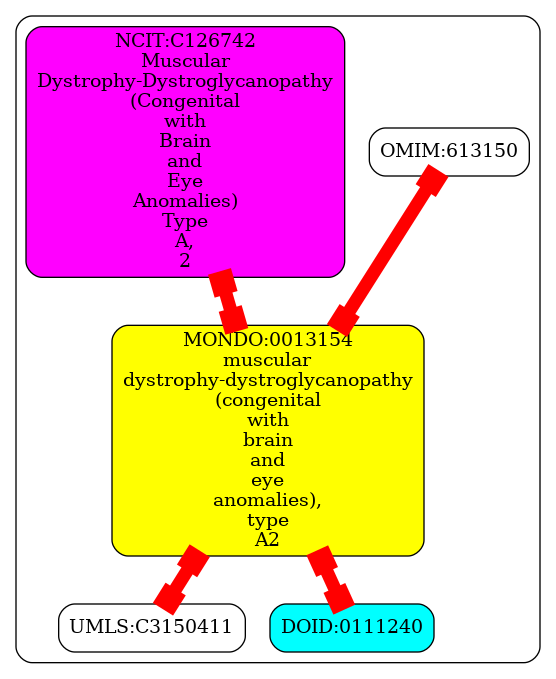 NCIT:C126742
Muscular
Dystrophy-Dystroglycanopathy
(Congenital
with
Brain
and
Eye
Anomalies)
Type
A,
2
OMIM:613150
MONDO:0013154
muscular
dystrophy-dystroglycanopathy
(congenital
with
brain
and
eye
anomalies),
type
A2
UMLS:C3150411
DOID:0111240